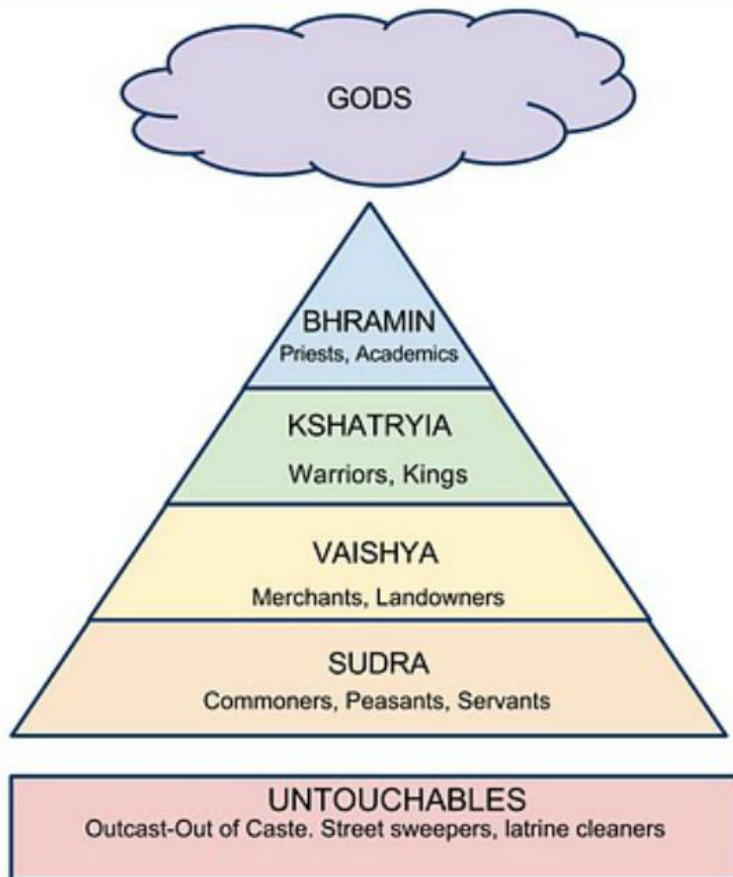 GODS
BHRAMIN
Priests, Academics
KSHATRYIA
Warriors, Kings
VAISHYA
Merchants, Landowners
SUDRA
Commoners, Peasants, Servants
UNTOUCHABLES
Outcast-Out of Caste. Street sweepers, latrine cleaners